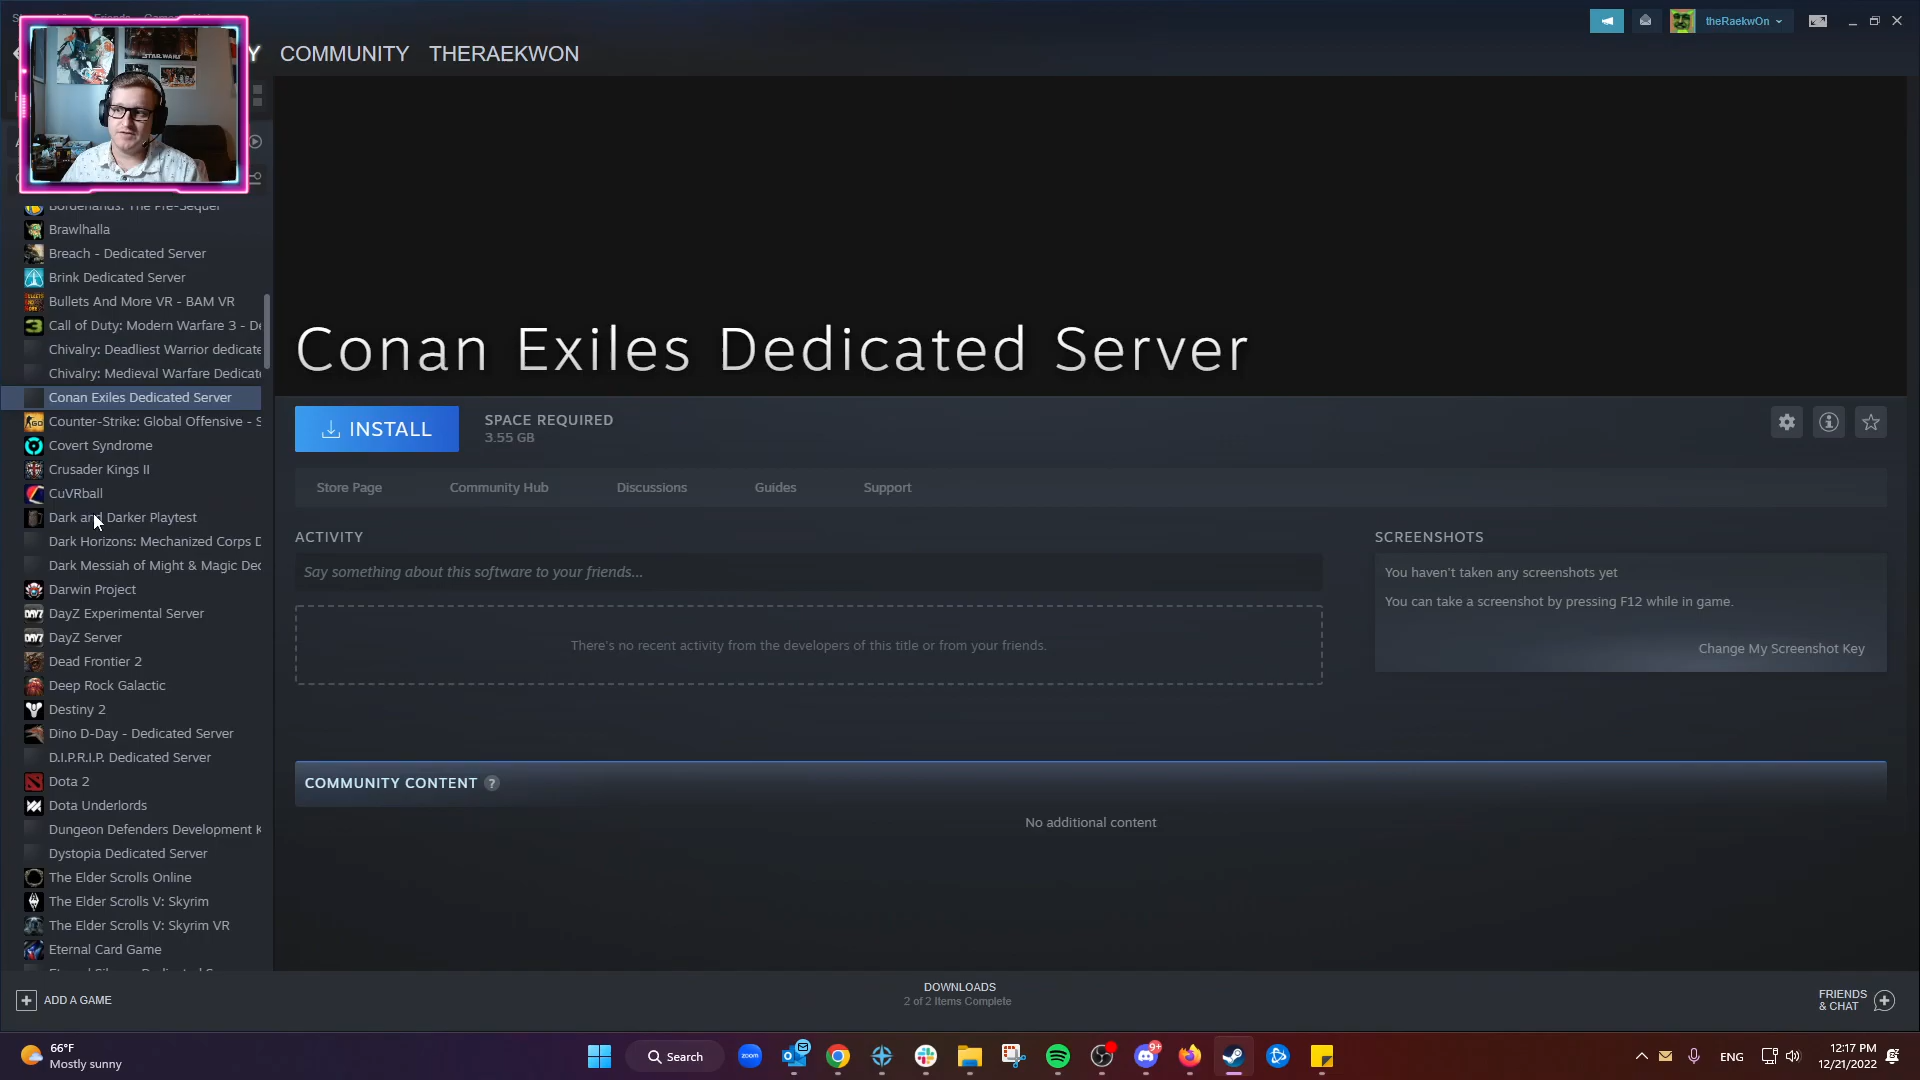 theRaekwOn
COMMUNITY THERAEKWON
STAR.WARS
Brawlhalla
Breach - Dedicated Server
Brink Dedicated Server
Bullets And More VR - BAM VR
Call of Duty: Modern Warfare 3 - De
Chivalry: Deadliest Warrior dedicate
Chivalry: Medieval Warfare Dedicat
Conan Exiles Dedicated Server
Counter-Strike: Global Offensive - S
Covert Syndrome
Crusader Kings II
CuVRball
Dark and Darker Playtest
Dark Horizons: Mechanized Corps D
Dark Messiah of Might & Magic Dec
Darwin Project
DayZ Experimental Server
DayZ Server
Dead Frontier 2
Deep Rock Galactic
Destiny 2
Dino D-Day - Dedicated Server
D.I.P.R.I.P. Dedicated Server
Dota 2
Dota Underlords
Dungeon Defenders Development K
Dystopia Dedicated Server
The Elder Scrolls Online
The Elder Scrolls V: Skyrim
The Elder Scrolls V: Skyrim VR
Eternal Card Game
Conan Exiles Dedicated Server
INSTALL
SPACE REQUIRED
3.55 GB
Store Page Community Hub Discussions Guides Support
ACTIVITY
Say something about this software to your friends...
There's no recent activity from the developers of this title or from your friends.
SCREENSHOTS
You haven't taken any screenshots yet
You can take a screenshot by pressing F12 while in game.
Change My Screenshot Key
COMMUNITY CONTENT ?
No additional content
ADD A GAME
DOWNLOADS
2 of 2 Items Complete
FRIENDS
& CHAT
66°F
Mostly sunny
Search
zoom
9+
ENG
12:17 PM
12/21/2022